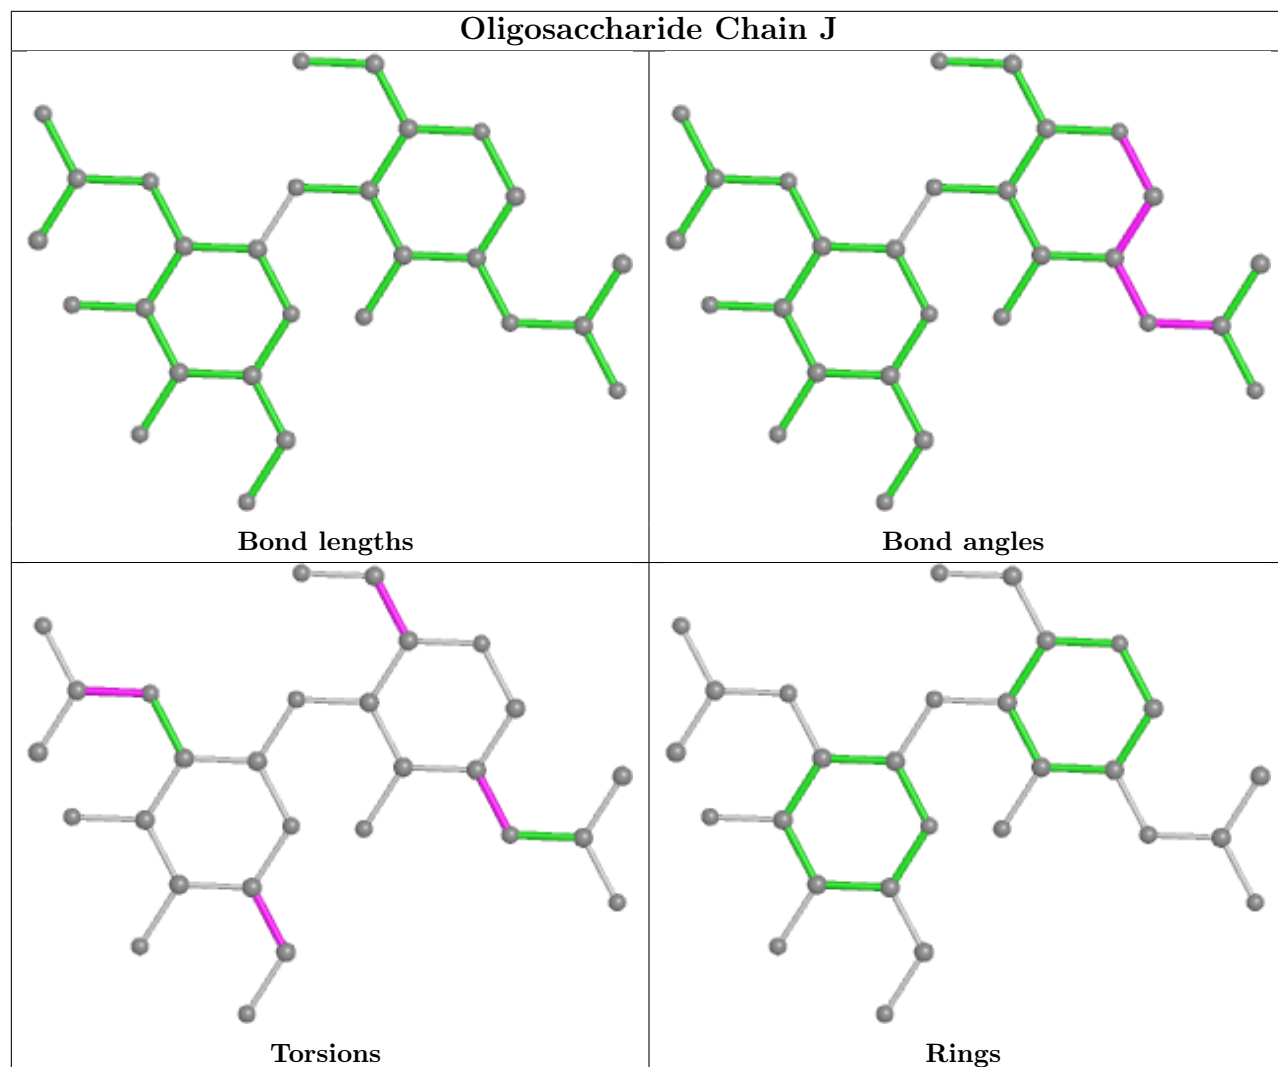 Oligosaccharide Chain J
Bond lengths
Bond angles
Torsions
Rings